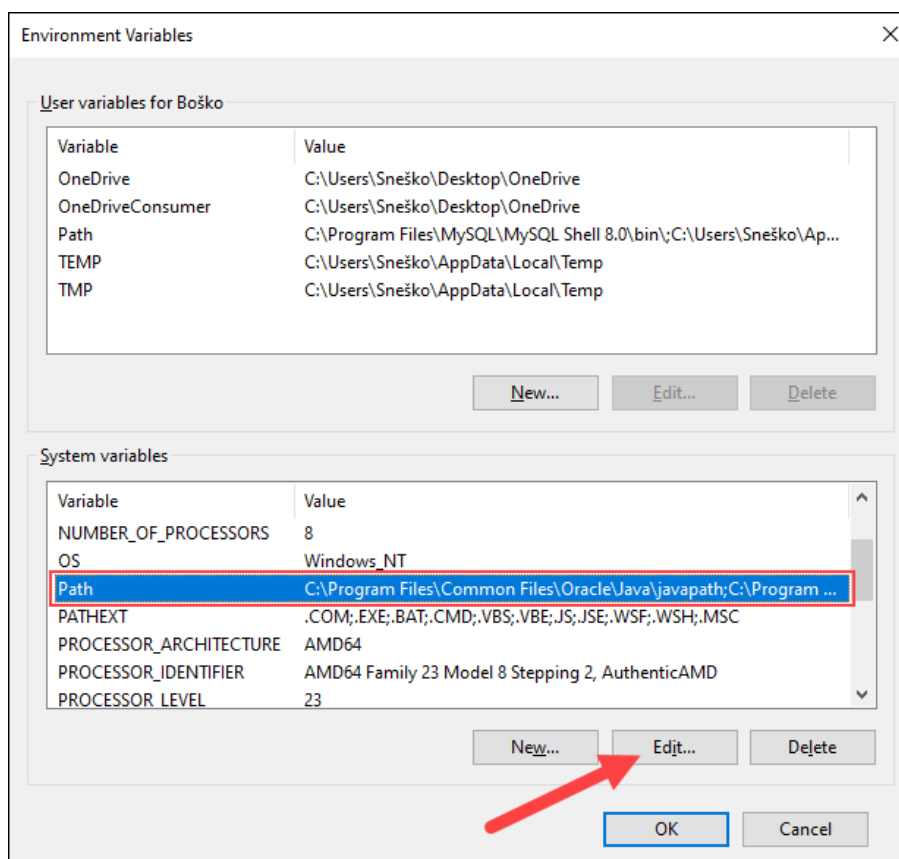 Environment Variables
User variables for Boško
Variable Value
OneDrive C:\Users\Sneško\Desktop\OneDrive
OneDriveConsumer C:\Users\Sneško\Desktop\OneDrive
Path C:\Program Files\MySQL\MySQL Shell 8.0\bin\;C:\Users\Sneško\Ap...
TEMP C:\Users\Sneško\AppData\Local\Temp
TMP C:\Users\Sneško\AppData\Local\Temp
New... Edit... Delete
System variables
Variable Value
NUMBER_OF_PROCESSORS 8
OS Windows_NT
Path C:\Program Files\Common Files\Oracle\Java\javapath;C:\Program ...
PATHEXT .COM;.EXE;.BAT;.CMD;.VBS;.VBE;.JS;.JSE;.WSF;.WSH;.MSC
PROCESSOR_ARCHITECTURE AMD64
PROCESSOR_IDENTIFIER AMD64 Family 23 Model 8 Stepping 2, AuthenticAMD
PROCESSOR_LEVEL 23
New... Edit... Delete
OK Cancel